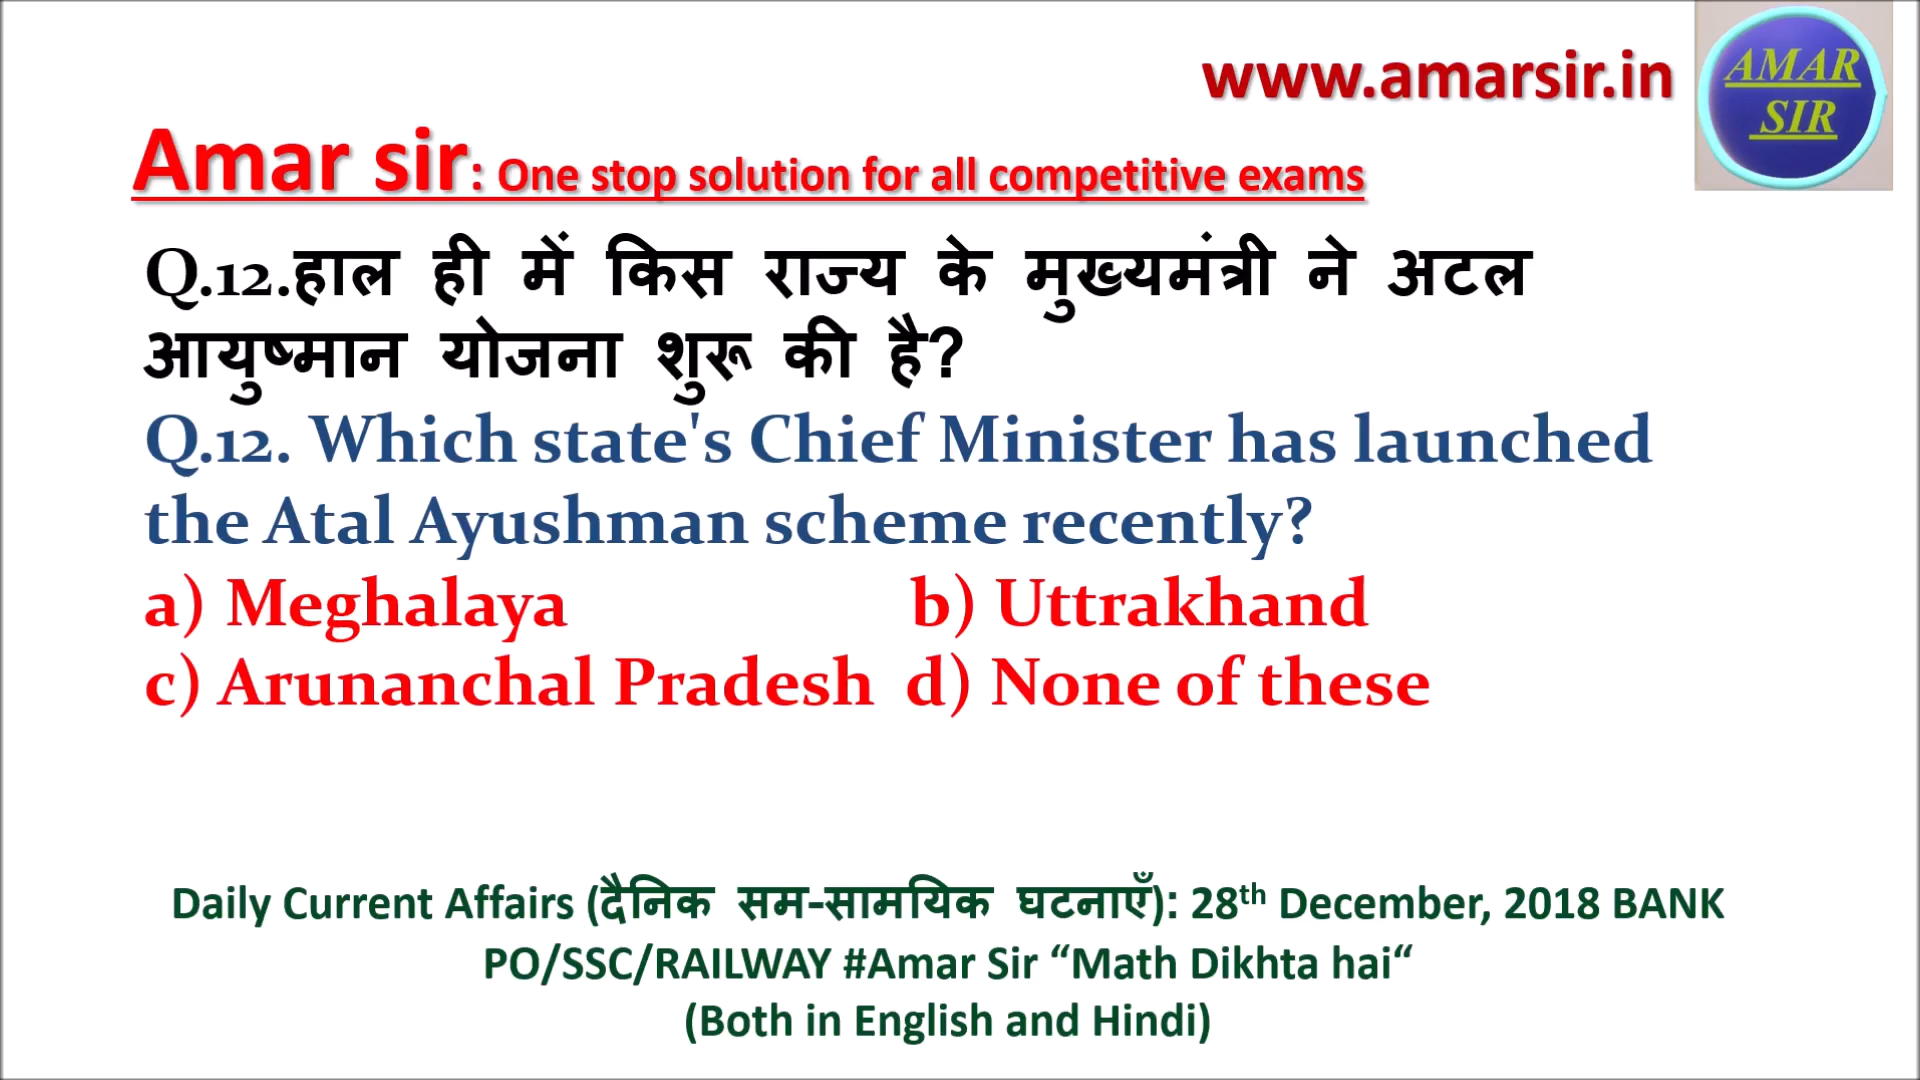 www.amarsir.in
AMAR
SIR
Amar sir: One stop solution for all competitive exams
Q.12.हाल ही में किस राज्य के मुख्यमंत्री ने अटल
आयुष्मान योजना शुरू की है?
Q.12. Which state's Chief Minister has launched
the Atal Ayushman scheme recently?
a) Meghalaya b) Uttrakhand
c) Arunanchal Pradesh d) None of these
Daily Current Affairs (दैनिक सम-सामयिक घटनाएँ): 28th December, 2018 BANK
PO/SSC/RAILWAY #Amar Sir “Math Dikhta hai“
(Both in English and Hindi)